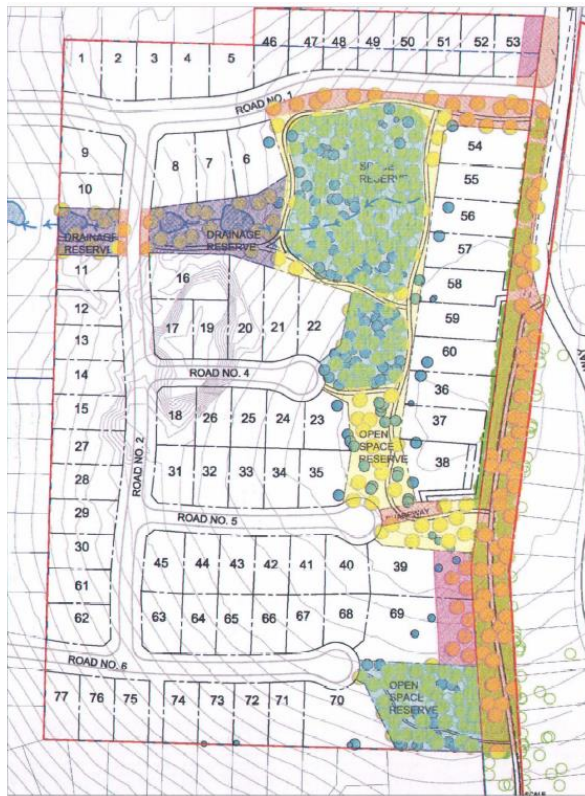 46 47 48 49 50 51 52 53
1 2 3 4 5
ROAD NO. 1
9 8 7 6 54
SPACE
RESERVE
10 55
56
DRAINAGE
RESERVE
DRAINAGE
RESERVE
57
11 16 58
12 59
17 19 20 21 22
13 60
14 ROAD NO. 4 36
15 18 26 25 24 23 37
OPEN
SPACE
RESERVE
27 38
ROAD NO. 2
28 31 32 33 34 35
29 ROAD NO. 5
30
45 44 43 42 41 40 39
61
62 63 64 65 66 67 68 69
ROAD NO. 6
OPEN
SPACE
RESERVE
77 76 75 74 73 72 71 70